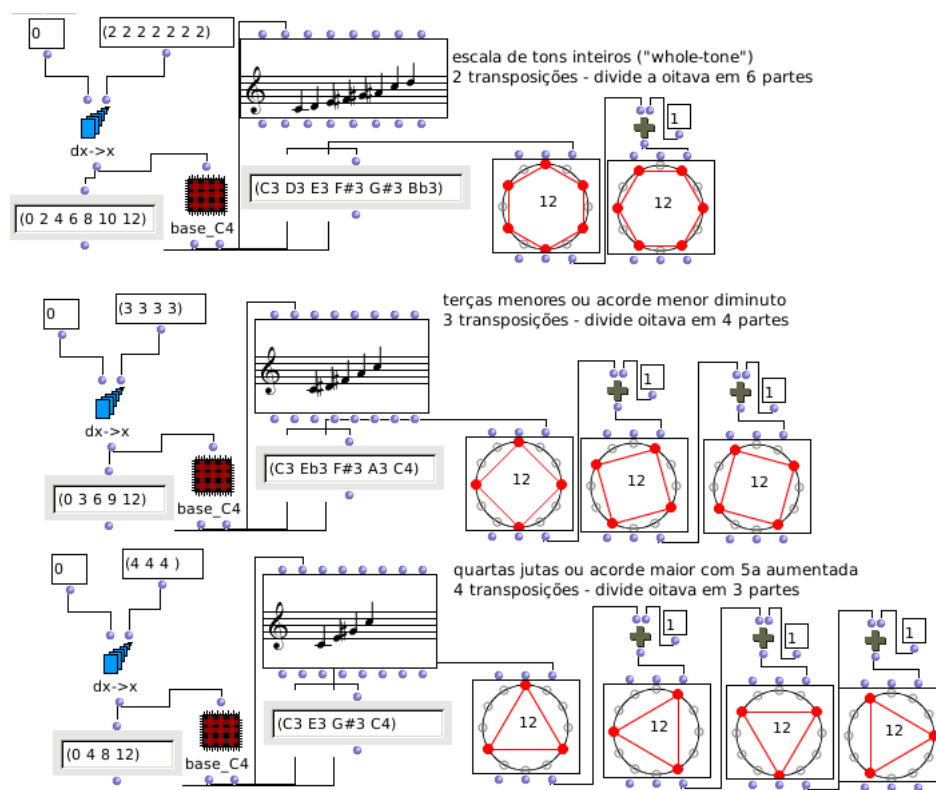 0
(2 2 2 2 2 2 2)
escala de tons inteiros ("whole-tone")
2 transposições - divide a oitava em 6 partes
1
dx->x
(C3 D3 E3 F#3 G#3 Bb3)
12
12
(0 2 4 6 8 10 12)
base_C4
terças menores ou acorde menor diminuto
3 transposições - divide oitava em 4 partes
0
(3 3 3 3)
1
1
dx->x
(C3 Eb3 F#3 A3 C4)
12
12
12
(0 3 6 9 12)
base_C4
quartas jutas ou acorde maior com 5a aumentada
4 transposições - divide oitava em 3 partes
0
(4 4 4 )
1
1
1
dx->x
(C3 E3 G#3 C4)
12
12
12
12
(0 4 8 12)
base_C4